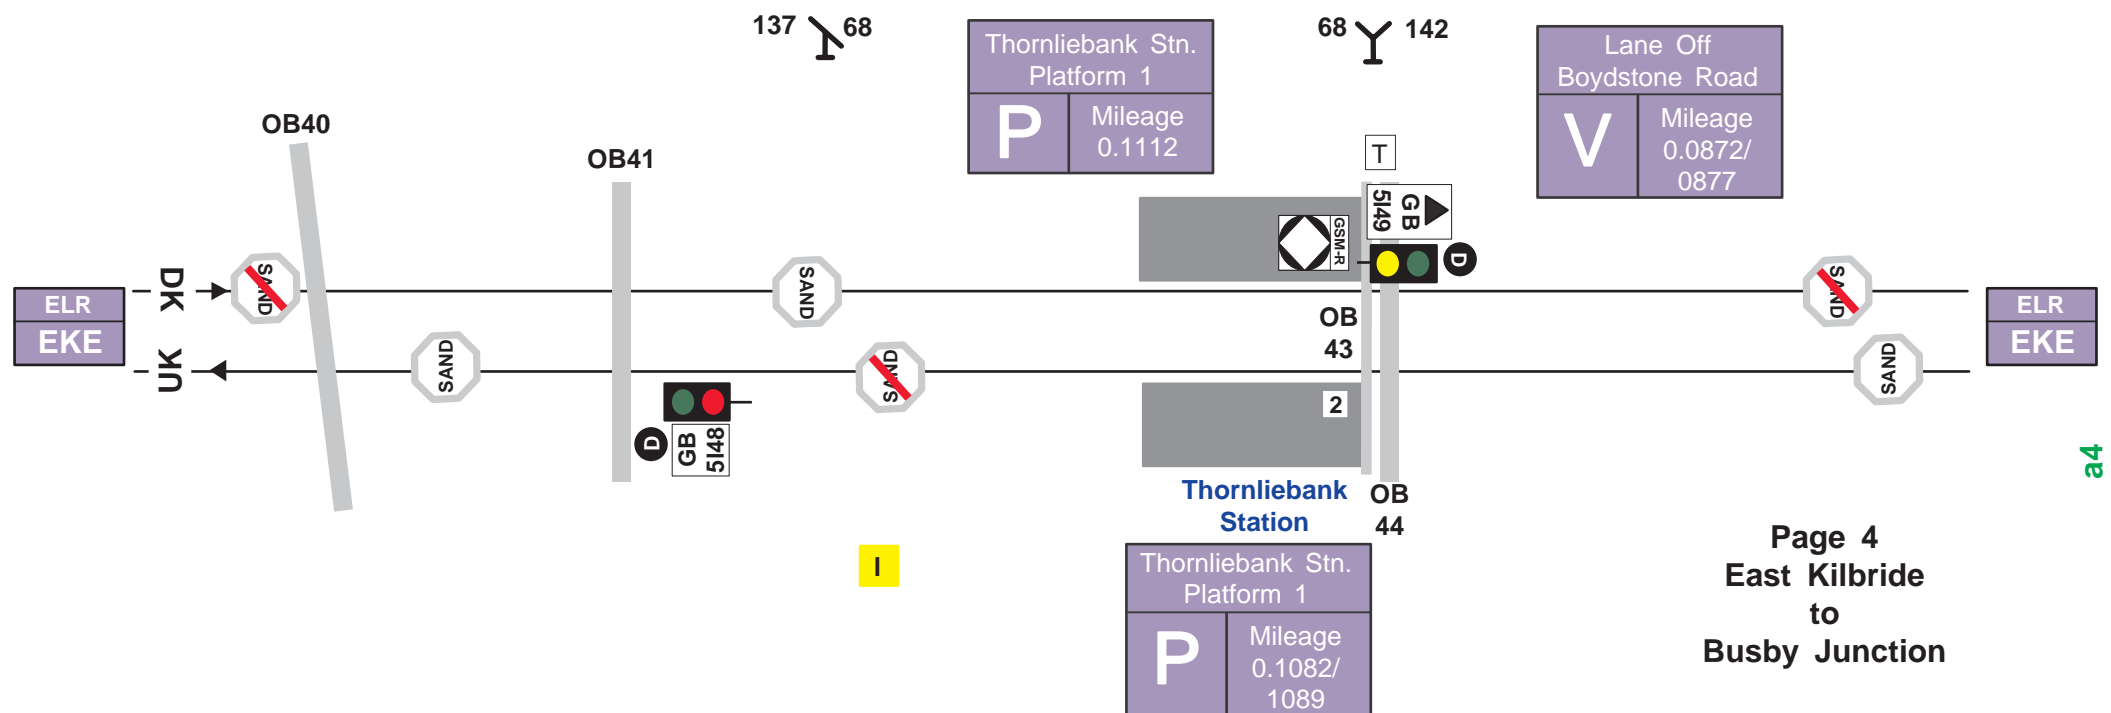 137 68
Thornliebank Stn.
Platform 1
P
Mileage
0.1112
68 142
Lane Off
Boydstone Road
V
Mileage
0.0872/
0877
OB40
OB41
T
GB
5I49
D
GSM-R
DK
SAND
SAND
SAND
ELR
EKE
ELR
EKE
UK
SAND
SAND
SAND
OB
43
2
D
GB
5I48
Thornliebank
Station
OB
44
a4
I
Thornliebank Stn.
Platform 1
P
Mileage
0.1082/
1089
Page 4
East Kilbride
to
Busby Junction